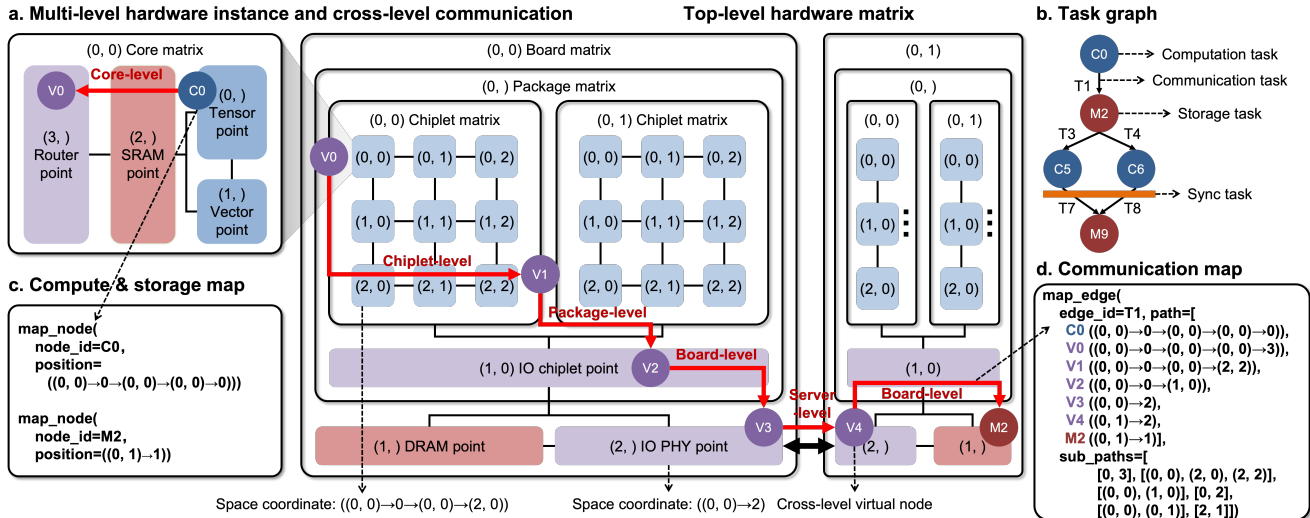 a. Multi-level hardware instance and cross-level communication
Top-level hardware matrix
b. Task graph
(0, 0) Core matrix
Core-level
V0
C0
(0, )
Tensor
point
(3, )
Router
point
(2, )
SRAM
point
(1, )
Vector
point
(0, 0) Board matrix
(0, ) Package matrix
(0, 0) Chiplet matrix
V0
(0, 0) (0, 1) (0, 2)
(1, 0) (1, 1) (1, 2)
Chiplet-level
V1
(2, 0) (2, 1) (2, 2)
(0, 1) Chiplet matrix
(0, 0) (0, 1) (0, 2)
(1, 0) (1, 1) (1, 2)
(2, 0) (2, 1) (2, 2)
Package-level
(1, 0) IO chiplet point
V2
Board-level
(1, ) DRAM point
(2, ) IO PHY point
V3
Server
-level
(0, 1)
(0, )
(0, 0)
(0, 1)
(0, 0) (0, 0)
(1, 0) (1, 0)
(2, 0) (2, 0)
(1, 0)
Board-level
V4
M2
(2, )
(1, )
Space coordinate: ((0, 0)→0→(0, 0)→(2, 0))
Space coordinate: ((0, 0)→2)
Cross-level virtual node
C0
Computation task
T1
Communication task
M2
Storage task
T3
T4
C5
C6
Sync task
T7
T8
M9
c. Compute & storage map
map_node(
node_id=C0,
position=
((0, 0)→0→(0, 0)→(0, 0)→0)))
map_node(
node_id=M2,
position=((0, 1)→1))
d. Communication map
map_edge(
edge_id=T1, path=[
C0 ((0, 0)→0→(0, 0)→(0, 0)→0)),
V0 ((0, 0)→0→(0, 0)→(0, 0)→3)),
V1 ((0, 0)→0→(0, 0)→(2, 2)),
V2 ((0, 0)→0→(1, 0)),
V3 ((0, 0)→2),
V4 ((0, 1)→2),
M2 ((0, 1)→1)],
sub_paths=[
[0, 3], [(0, 0), (2, 0), (2, 2)],
[(0, 0), (1, 0)], [0, 2],
[(0, 0), (0, 1)], [2, 1]])